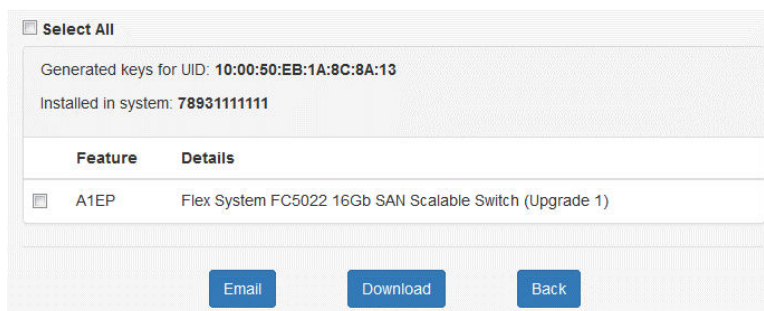 Select All
Generated keys for UID: 10:00:50:EB:1A:8C:8A:13
Installed in system: 78931111111
Feature Details
A1EP Flex System FC5022 16Gb SAN Scalable Switch (Upgrade 1)
Email Download Back